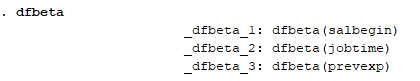 . dfbeta
_dfbeta_1: dfbeta(salbegin)
_dfbeta_2: dfbeta(jobtime)
_dfbeta_3: dfbeta(prevexp)